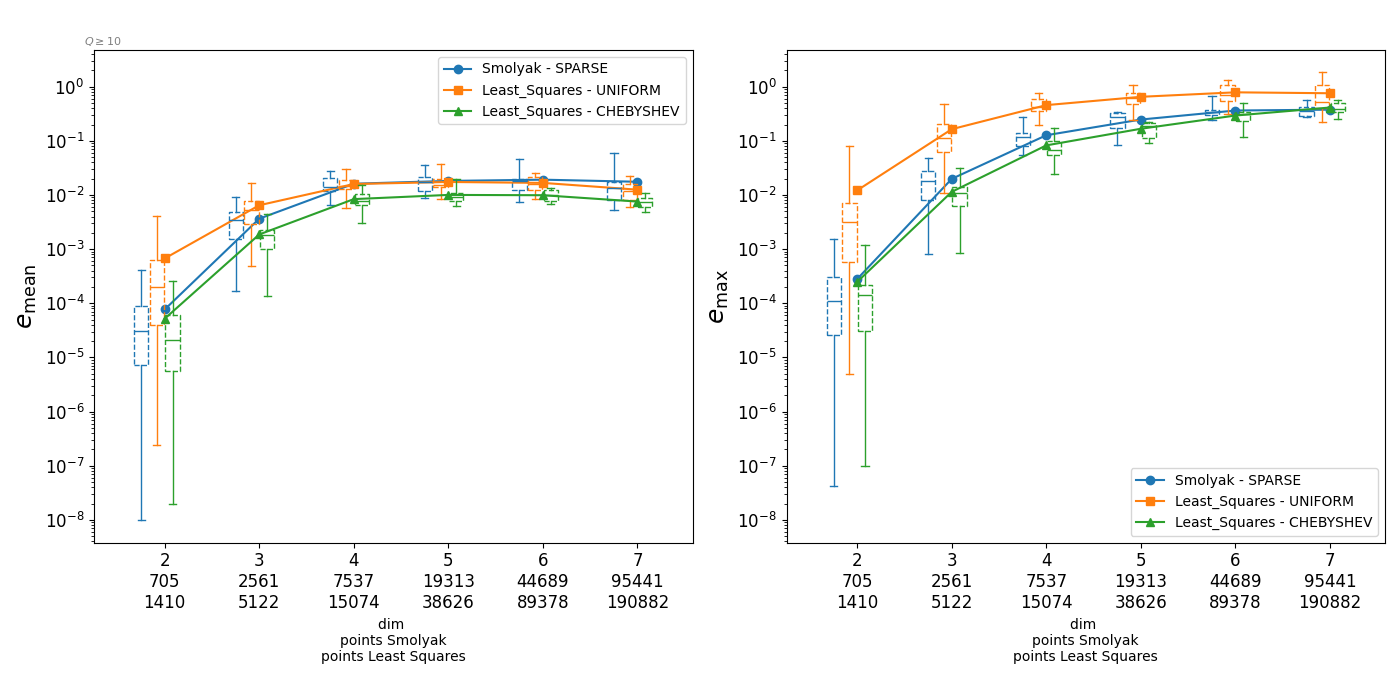 Q ≥ 10
Smolyak - SPARSE
Least_Squares - UNIFORM
Least_Squares - CHEBYSHEV
10⁰
10⁻¹
10⁻²
10⁻³
10⁻⁴
10⁻⁵
10⁻⁶
10⁻⁷
10⁻⁸
e_mean
2 3 4 5 6 7
705 2561 7537 19313 44689 95441
1410 5122 15074 38626 89378 190882
dim
points Smolyak
points Least Squares
10⁰
10⁻¹
10⁻²
10⁻³
10⁻⁴
10⁻⁵
10⁻⁶
10⁻⁷
10⁻⁸
e_max
Smolyak - SPARSE
Least_Squares - UNIFORM
Least_Squares - CHEBYSHEV
2 3 4 5 6 7
705 2561 7537 19313 44689 95441
1410 5122 15074 38626 89378 190882
dim
points Smolyak
points Least Squares